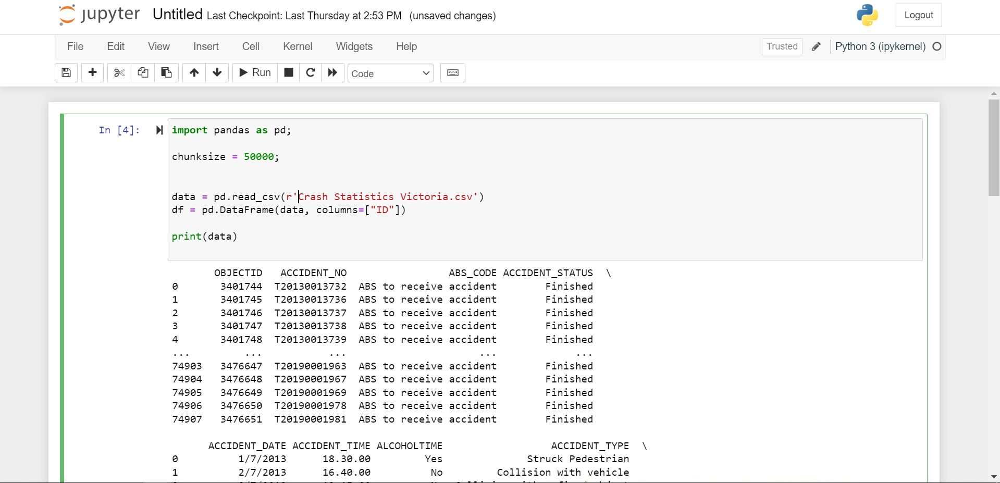 jupyter Untitled Last Checkpoint: Last Thursday at 2:53 PM (unsaved changes) Logout
File Edit View Insert Cell Kernel Widgets Help Trusted Python 3 (ipykernel)
Run Code
In [4]: import pandas as pd;
chunksize = 50000;
data = pd.read_csv(r'Crash Statistics Victoria.csv')
df = pd.DataFrame(data, columns=["ID"])
print(data)
OBJECTID ACCIDENT_NO ABS_CODE ACCIDENT_STATUS \
0 3401744 T20130013732 ABS to receive accident Finished
1 3401745 T20130013736 ABS to receive accident Finished
2 3401746 T20130013737 ABS to receive accident Finished
3 3401747 T20130013738 ABS to receive accident Finished
4 3401748 T20130013739 ABS to receive accident Finished
... ... ... ... ...
74903 3476647 T20190001963 ABS to receive accident Finished
74904 3476648 T20190001967 ABS to receive accident Finished
74905 3476649 T20190001969 ABS to receive accident Finished
74906 3476650 T20190001978 ABS to receive accident Finished
74907 3476651 T20190001981 ABS to receive accident Finished
ACCIDENT_DATE ACCIDENT_TIME ALCOHOLTIME ACCIDENT_TYPE \
0 1/7/2013 18.30.00 Yes Struck Pedestrian
1 2/7/2013 16.40.00 No Collision with vehicle